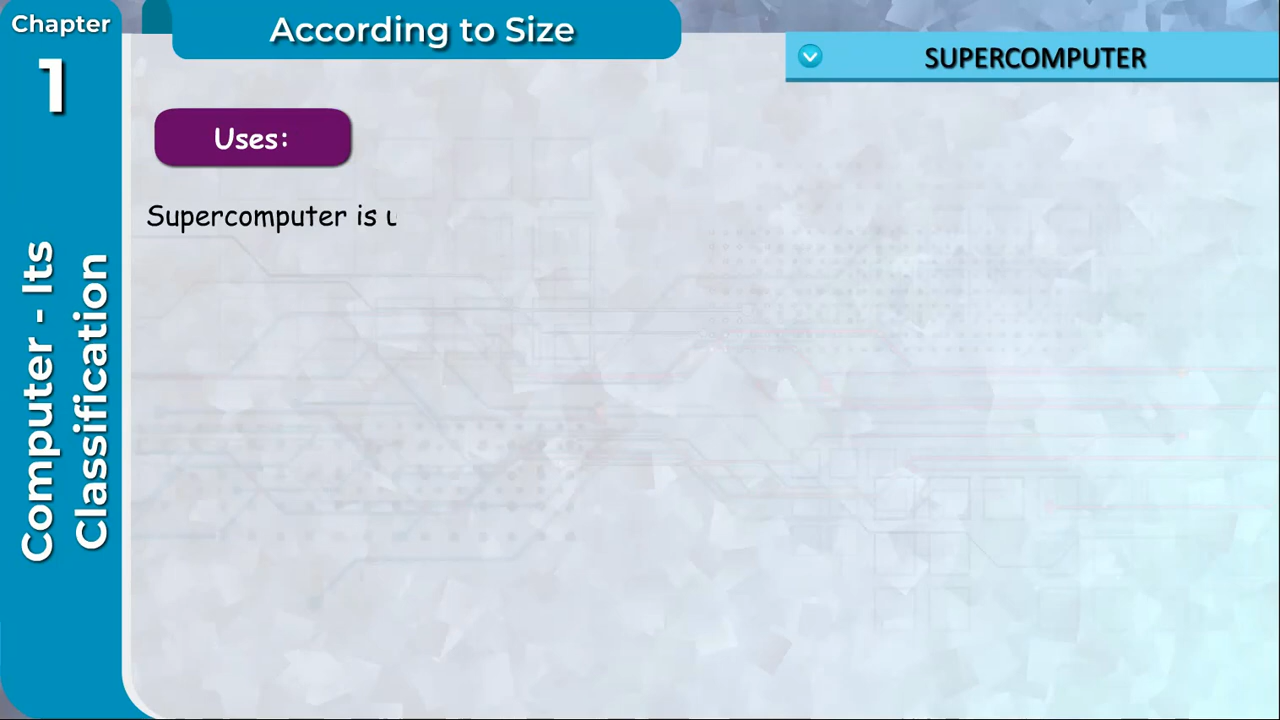 Chapter
1
Computer - Its
Classification
According to Size
SUPERCOMPUTER
Uses:
Supercomputer is